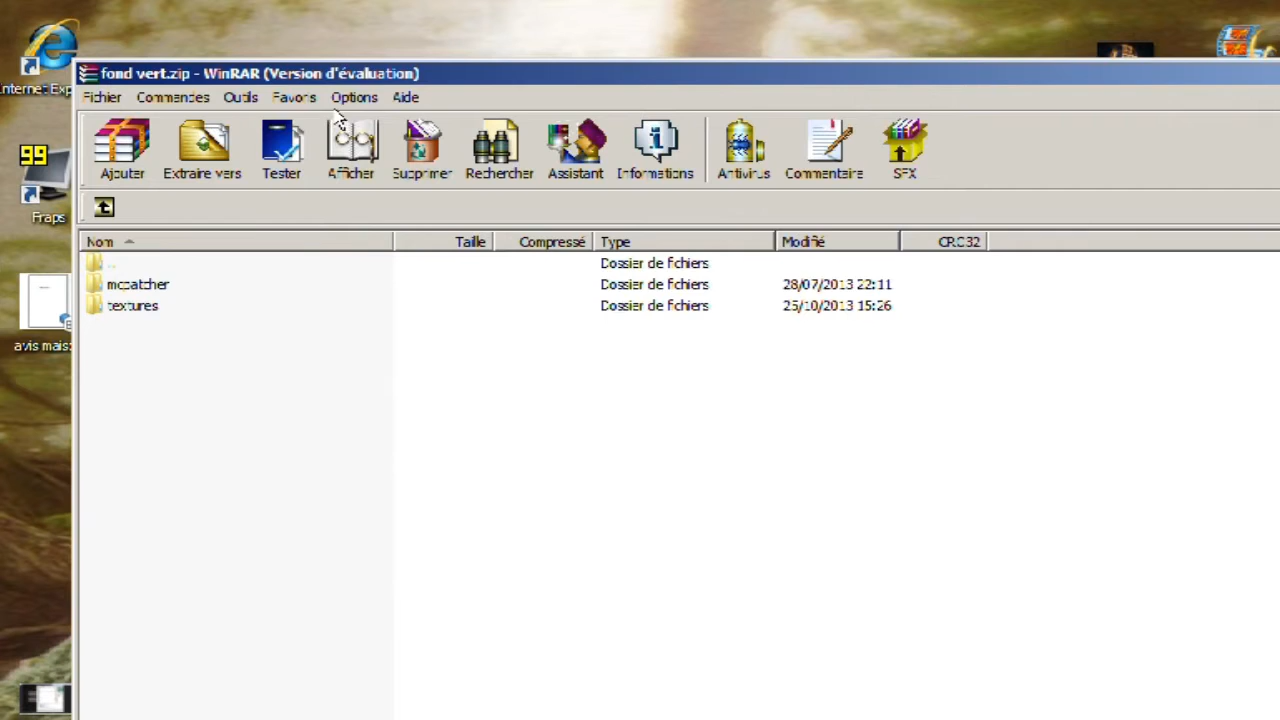 Internet Exp
99
Fraps
avis mais
fond vert.zip - WinRAR (Version d'évaluation)
Fichier Commandes Outils Favoris Options Aide
Ajouter Extraire vers Tester Afficher Supprimer Rechercher Assistant Informations Antivirus Commentaire SFX
Nom Taille Compressé Type Modifié CRC32
.. Dossier de fichiers
mcpatcher Dossier de fichiers 28/07/2013 22:11
textures Dossier de fichiers 25/10/2013 15:26